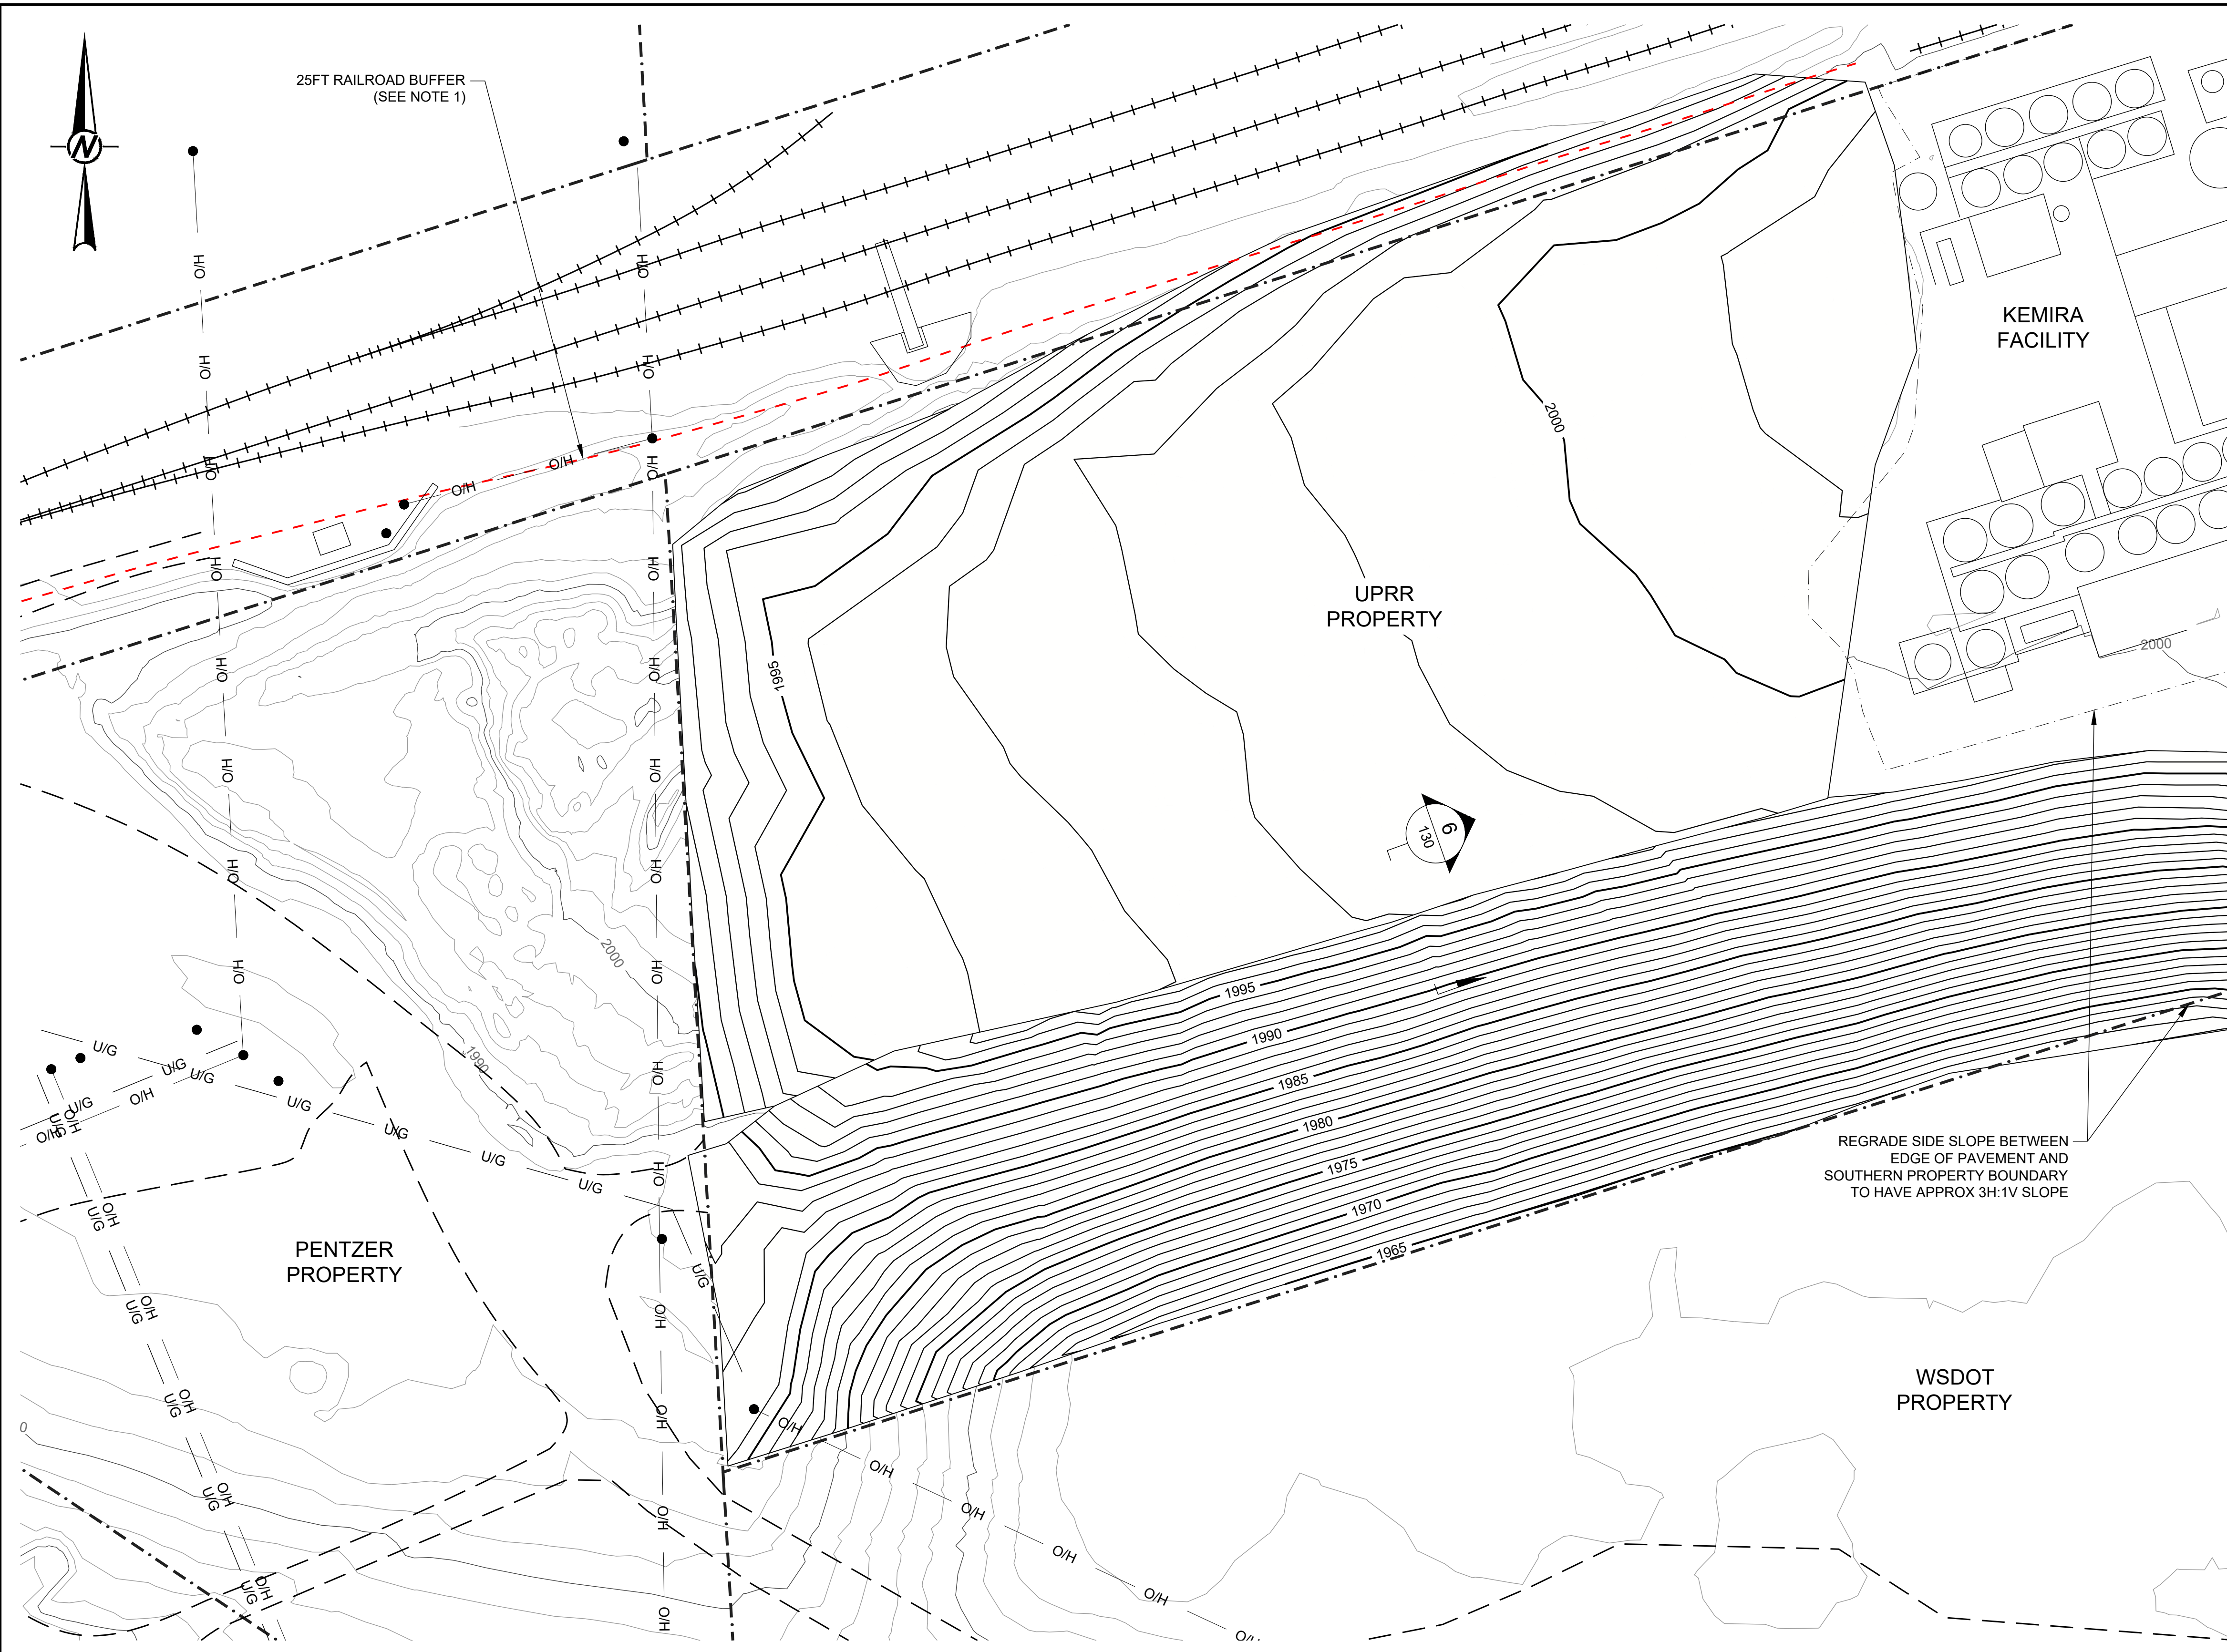 25FT RAILROAD BUFFER
(SEE NOTE 1)
N
O/H
O/H
O/H
O/H
O/H
O/H
O/H
O/H
O/H
KEMIRA
FACILITY
2000
O/H
O/H
UPRR
PROPERTY
2000
O/H
O/H
1995
O/H
O/H
6
130
O/H
O/H
2000
O/H
O/H
1995
1990
1990
U/G
U/G
U/G
O/H
1985
U/G
O/H
U/G
U/G
O/H
O/H
U/G
1980
U/G
U/G
O/H
1975
U/G
REGRADE SIDE SLOPE BETWEEN
EDGE OF PAVEMENT AND
SOUTHERN PROPERTY BOUNDARY
TO HAVE APPROX 3H:1V SLOPE
O/H
U/G
1970
PENTZER
PROPERTY
1965
U/G
O/H
U/G
O/H
WSDOT
PROPERTY
O/H
U/G
O/H
O/H
0
O/H
O/H
U/G
O/H
O/H
O/H
O/H
U/G
O/H
O/H